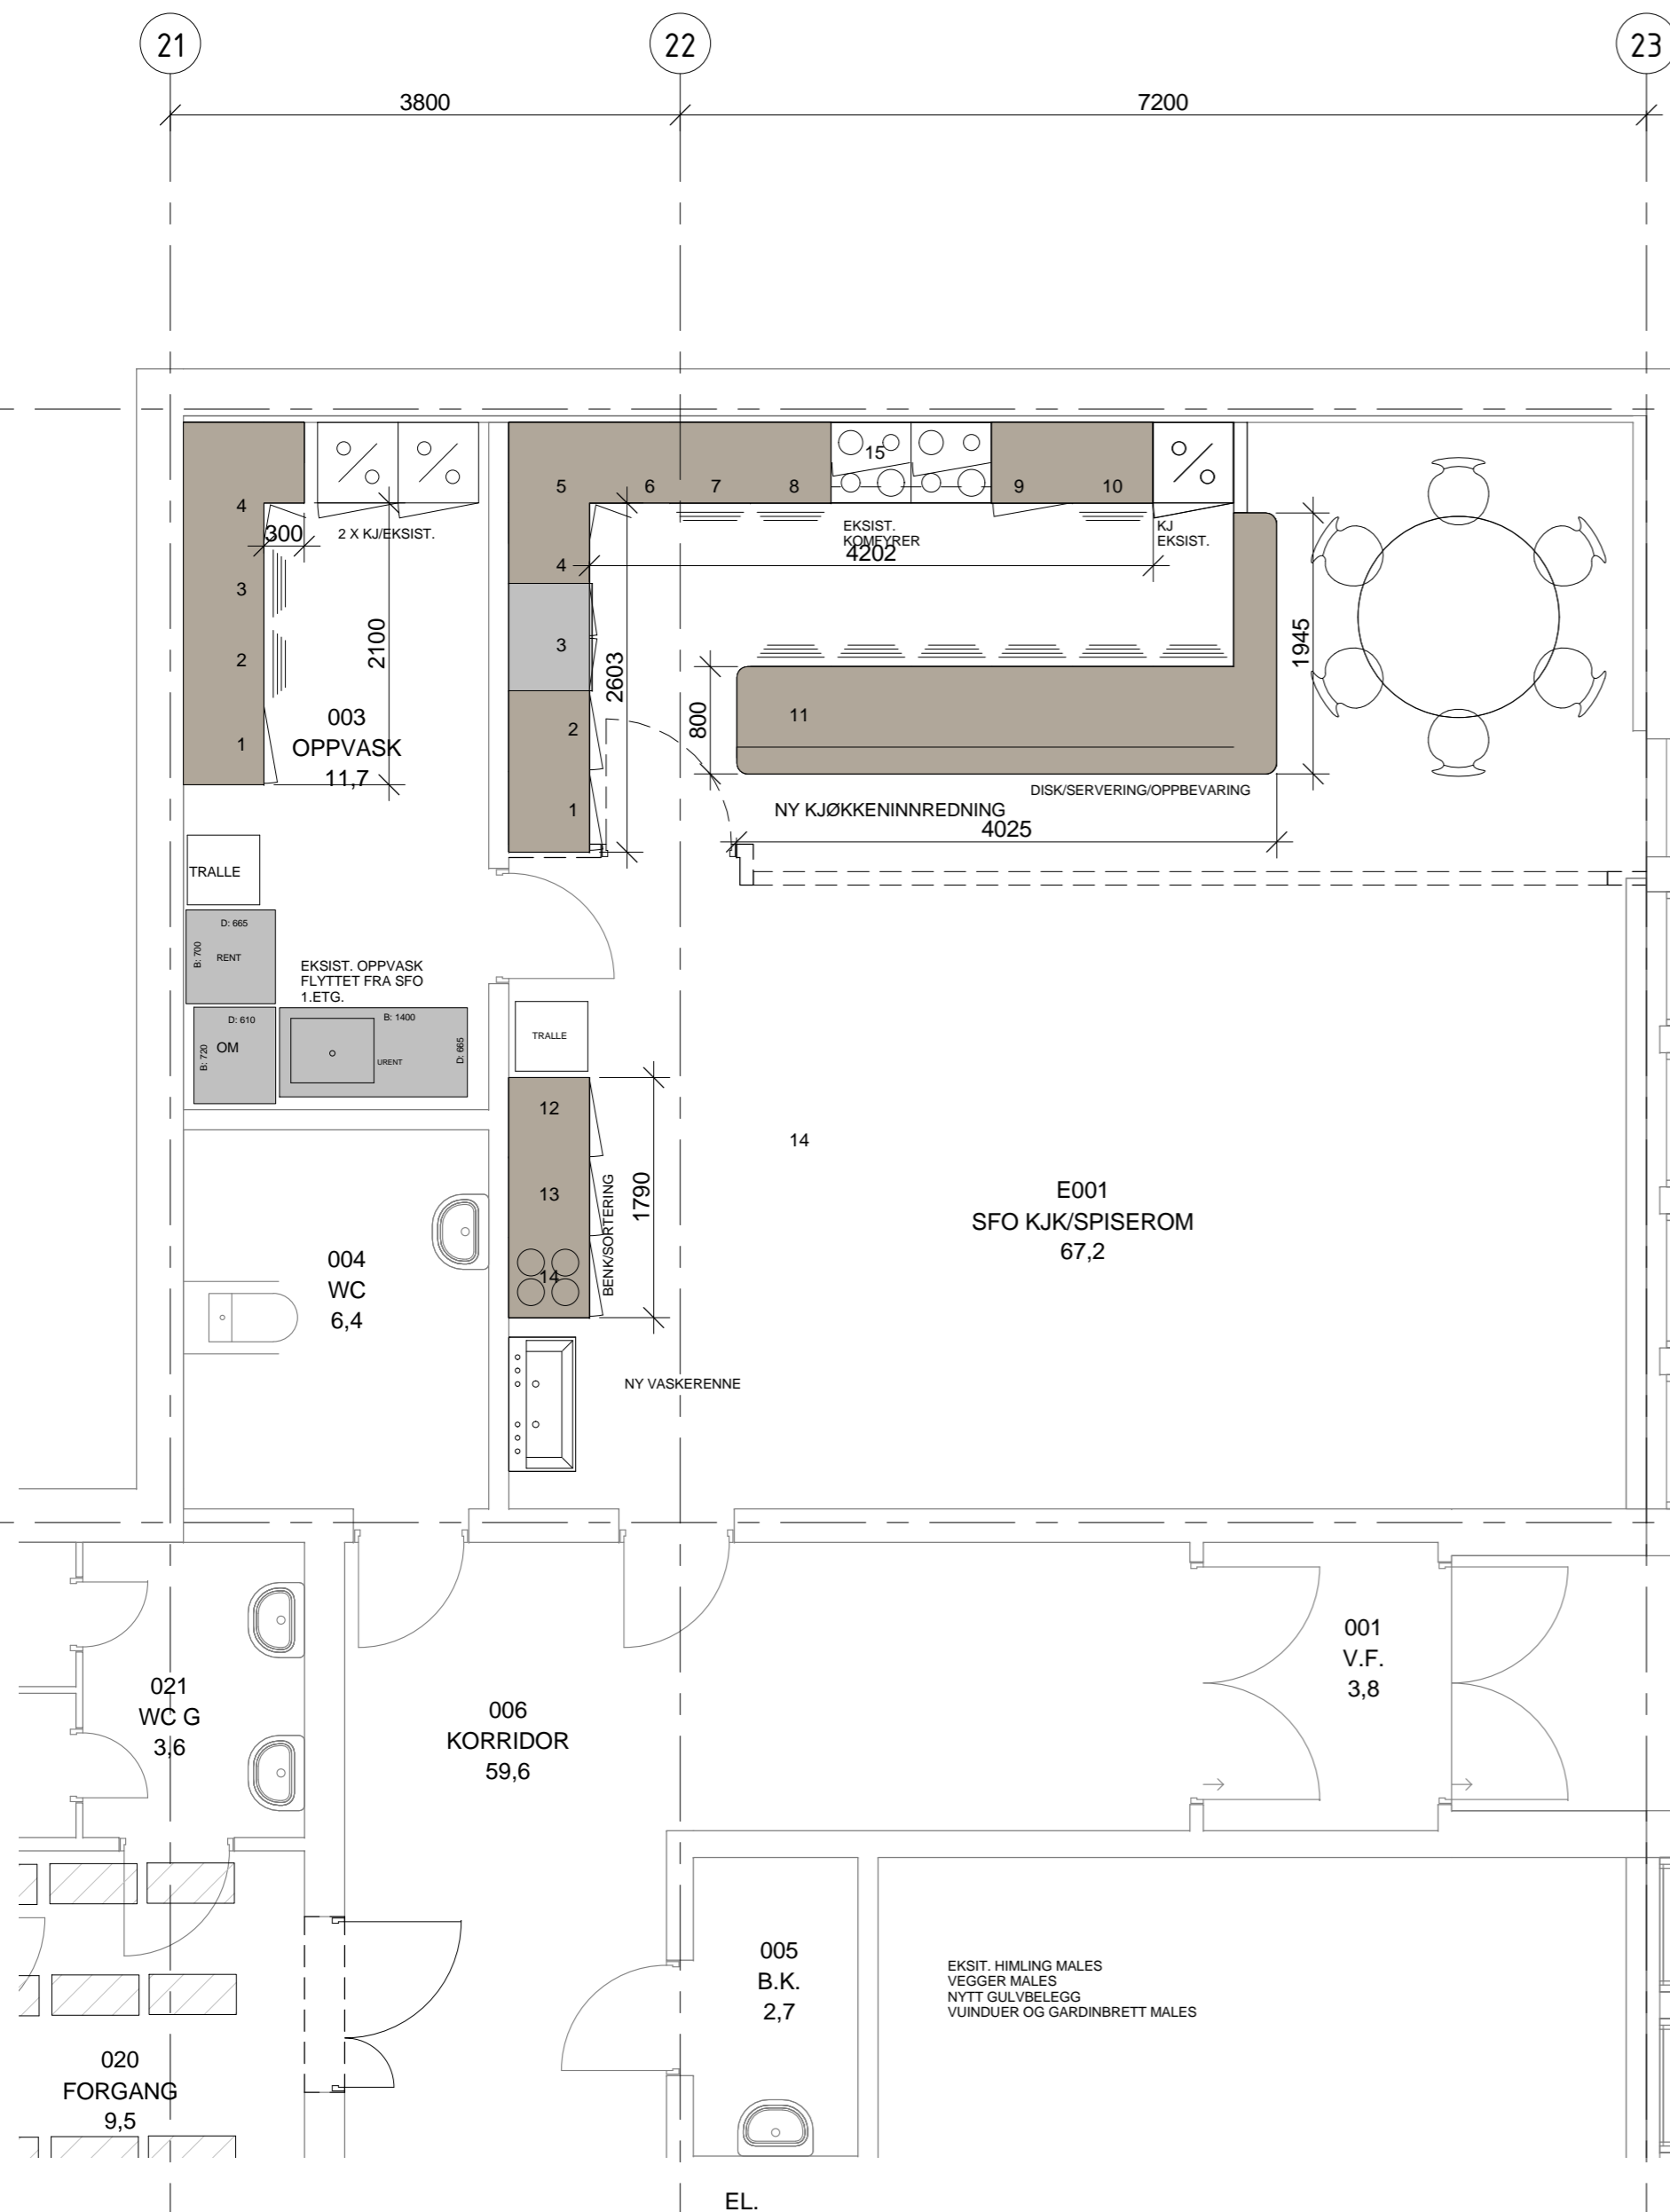 21
22
23
3800
7200
4
3
2
1
300
2 X KJ/EKSIST.
2100
003
OPPVASK
11,7
5
6
7
8
15
9
10
4
3
2
1
EKSIST.
KOMFYRER
4202
KJ
EKSIST.
2603
800
11
1945
DISK/SERVERING/OPPBEVARING
NY KJØKKENINNREDNING
4025
TRALLE
D: 665
B: 700
RENT
EKSIST. OPPVASK
FLYTTET FRA SFO
1.ETG.
D: 610
B: 720
OM
B: 1400
D: 665
URENT
TRALLE
12
13
14
BENK/SORTERING
1790
14
E001
SFO KJK/SPISEROM
67,2
004
WC
6,4
NY VASKERENNE
021
WC G
3,6
006
KORRIDOR
59,6
001
V.F.
3,8
005
B.K.
2,7
EKSIT. HIMLING MALES
VEGGER MALES
NYTT GULVBELEGG
VUINDUER OG GARDINBRETT MALES
020
FORGANG
9,5
EL.